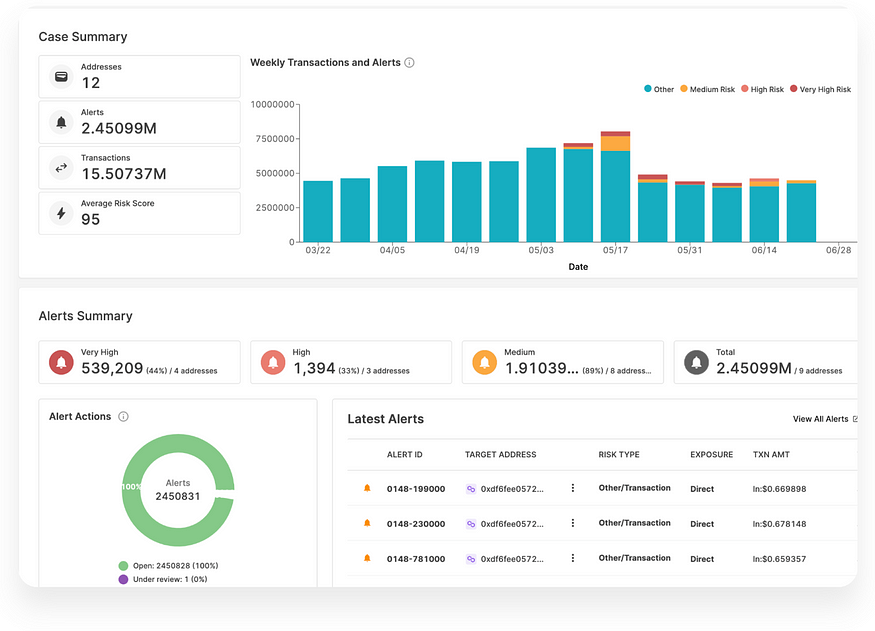 Case Summary
Addresses
12
Alerts
2.45099M
Transactions
15.50737M
Average Risk Score
95
Weekly Transactions and Alerts
Other Medium Risk High Risk Very High Risk
10000000
7500000
5000000
2500000
0
03/22 04/05 04/19 05/03 05/17 05/31 06/14 06/28
Date
Alerts Summary
Very High
539,209 (44%) / 4 addresses
High
1,394 (33%) / 3 addresses
Medium
1.91039... (89%) / 8 address...
Total
2.45099M / 9 addresses
Alert Actions
100%
Alerts
2450831
Open: 2450828 (100%)
Under review: 1 (0%)
Latest Alerts
View All Alerts
ALERT ID TARGET ADDRESS RISK TYPE EXPOSURE TXN AMT
0148-199000 0xdf6fee0572... Other/Transaction Direct In:$0.669898
0148-230000 0xdf6fee0572... Other/Transaction Direct In:$0.678148
0148-781000 0xdf6fee0572... Other/Transaction Direct In:$0.659357